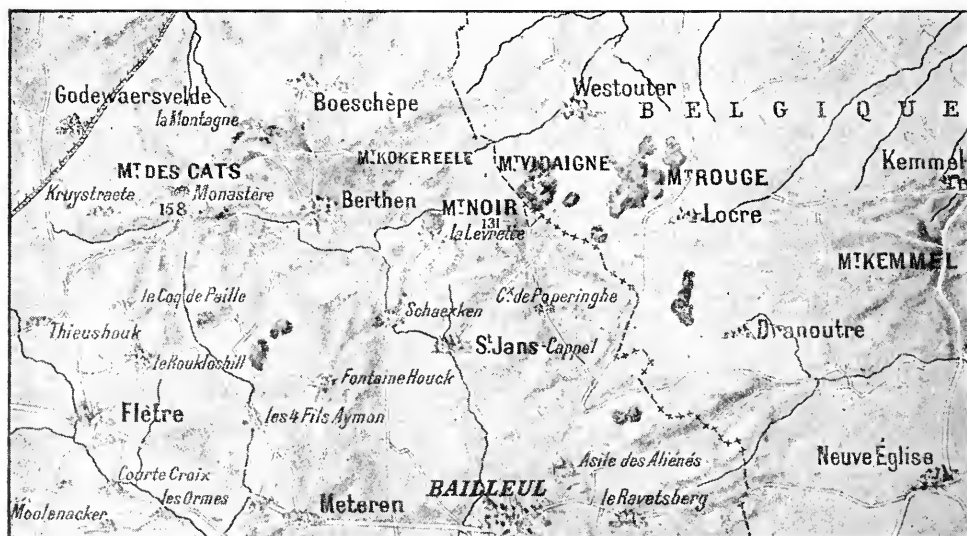 Godewaersvelde
la Montagne
Boeschèpe
Westouter
BELGIQUE
MT DES CATS
Mt KOKEREELE
MT VIDAIGNE
MT ROUGE
Kemmel
Kruystraete
158
Monastère
Berthen
MT NOIR
131
la Levrette
Locre
MT KEMMEL
le Coq de Paille
Schaexken
Ct de Poperinghe
Thieushouk
le Roukloshill
St Jans-Cappel
Dranoutre
Fontaine Houck
Flètre
les 4 Fils Aymon
Courte Croix
les Ormes
Moolenacker
Meteren
BAILLEUL
Asile des Aliénés
le Ravetsberg
Neuve Église